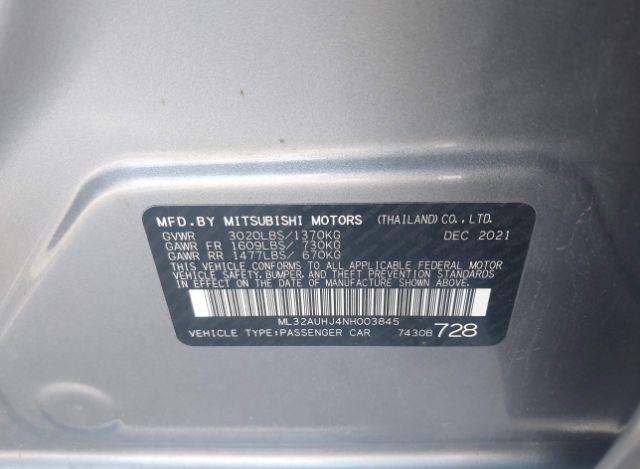 MFD.BY MITSUBISHI MOTORS (THAILAND)CO.,LTD.
GVWR 3020LBS/1370KG DEC 2021
GAWR FR 1609LBS/ 730KG
GAWR RR 1477LBS/ 670KG
THIS VEHICLE CONFORMS TO ALL APPLICABLE FEDERAL MOTOR
VEHICLE SAFETY,BUMPER, AND THEFT PREVENTION STANDARDS
IN EFFECT ON THE DATE OF MANUFACTURE SHOWN ABOVE.
ML32AUHJ4NH003845
VEHICLE TYPE:PASSENGER CAR 7430B 728